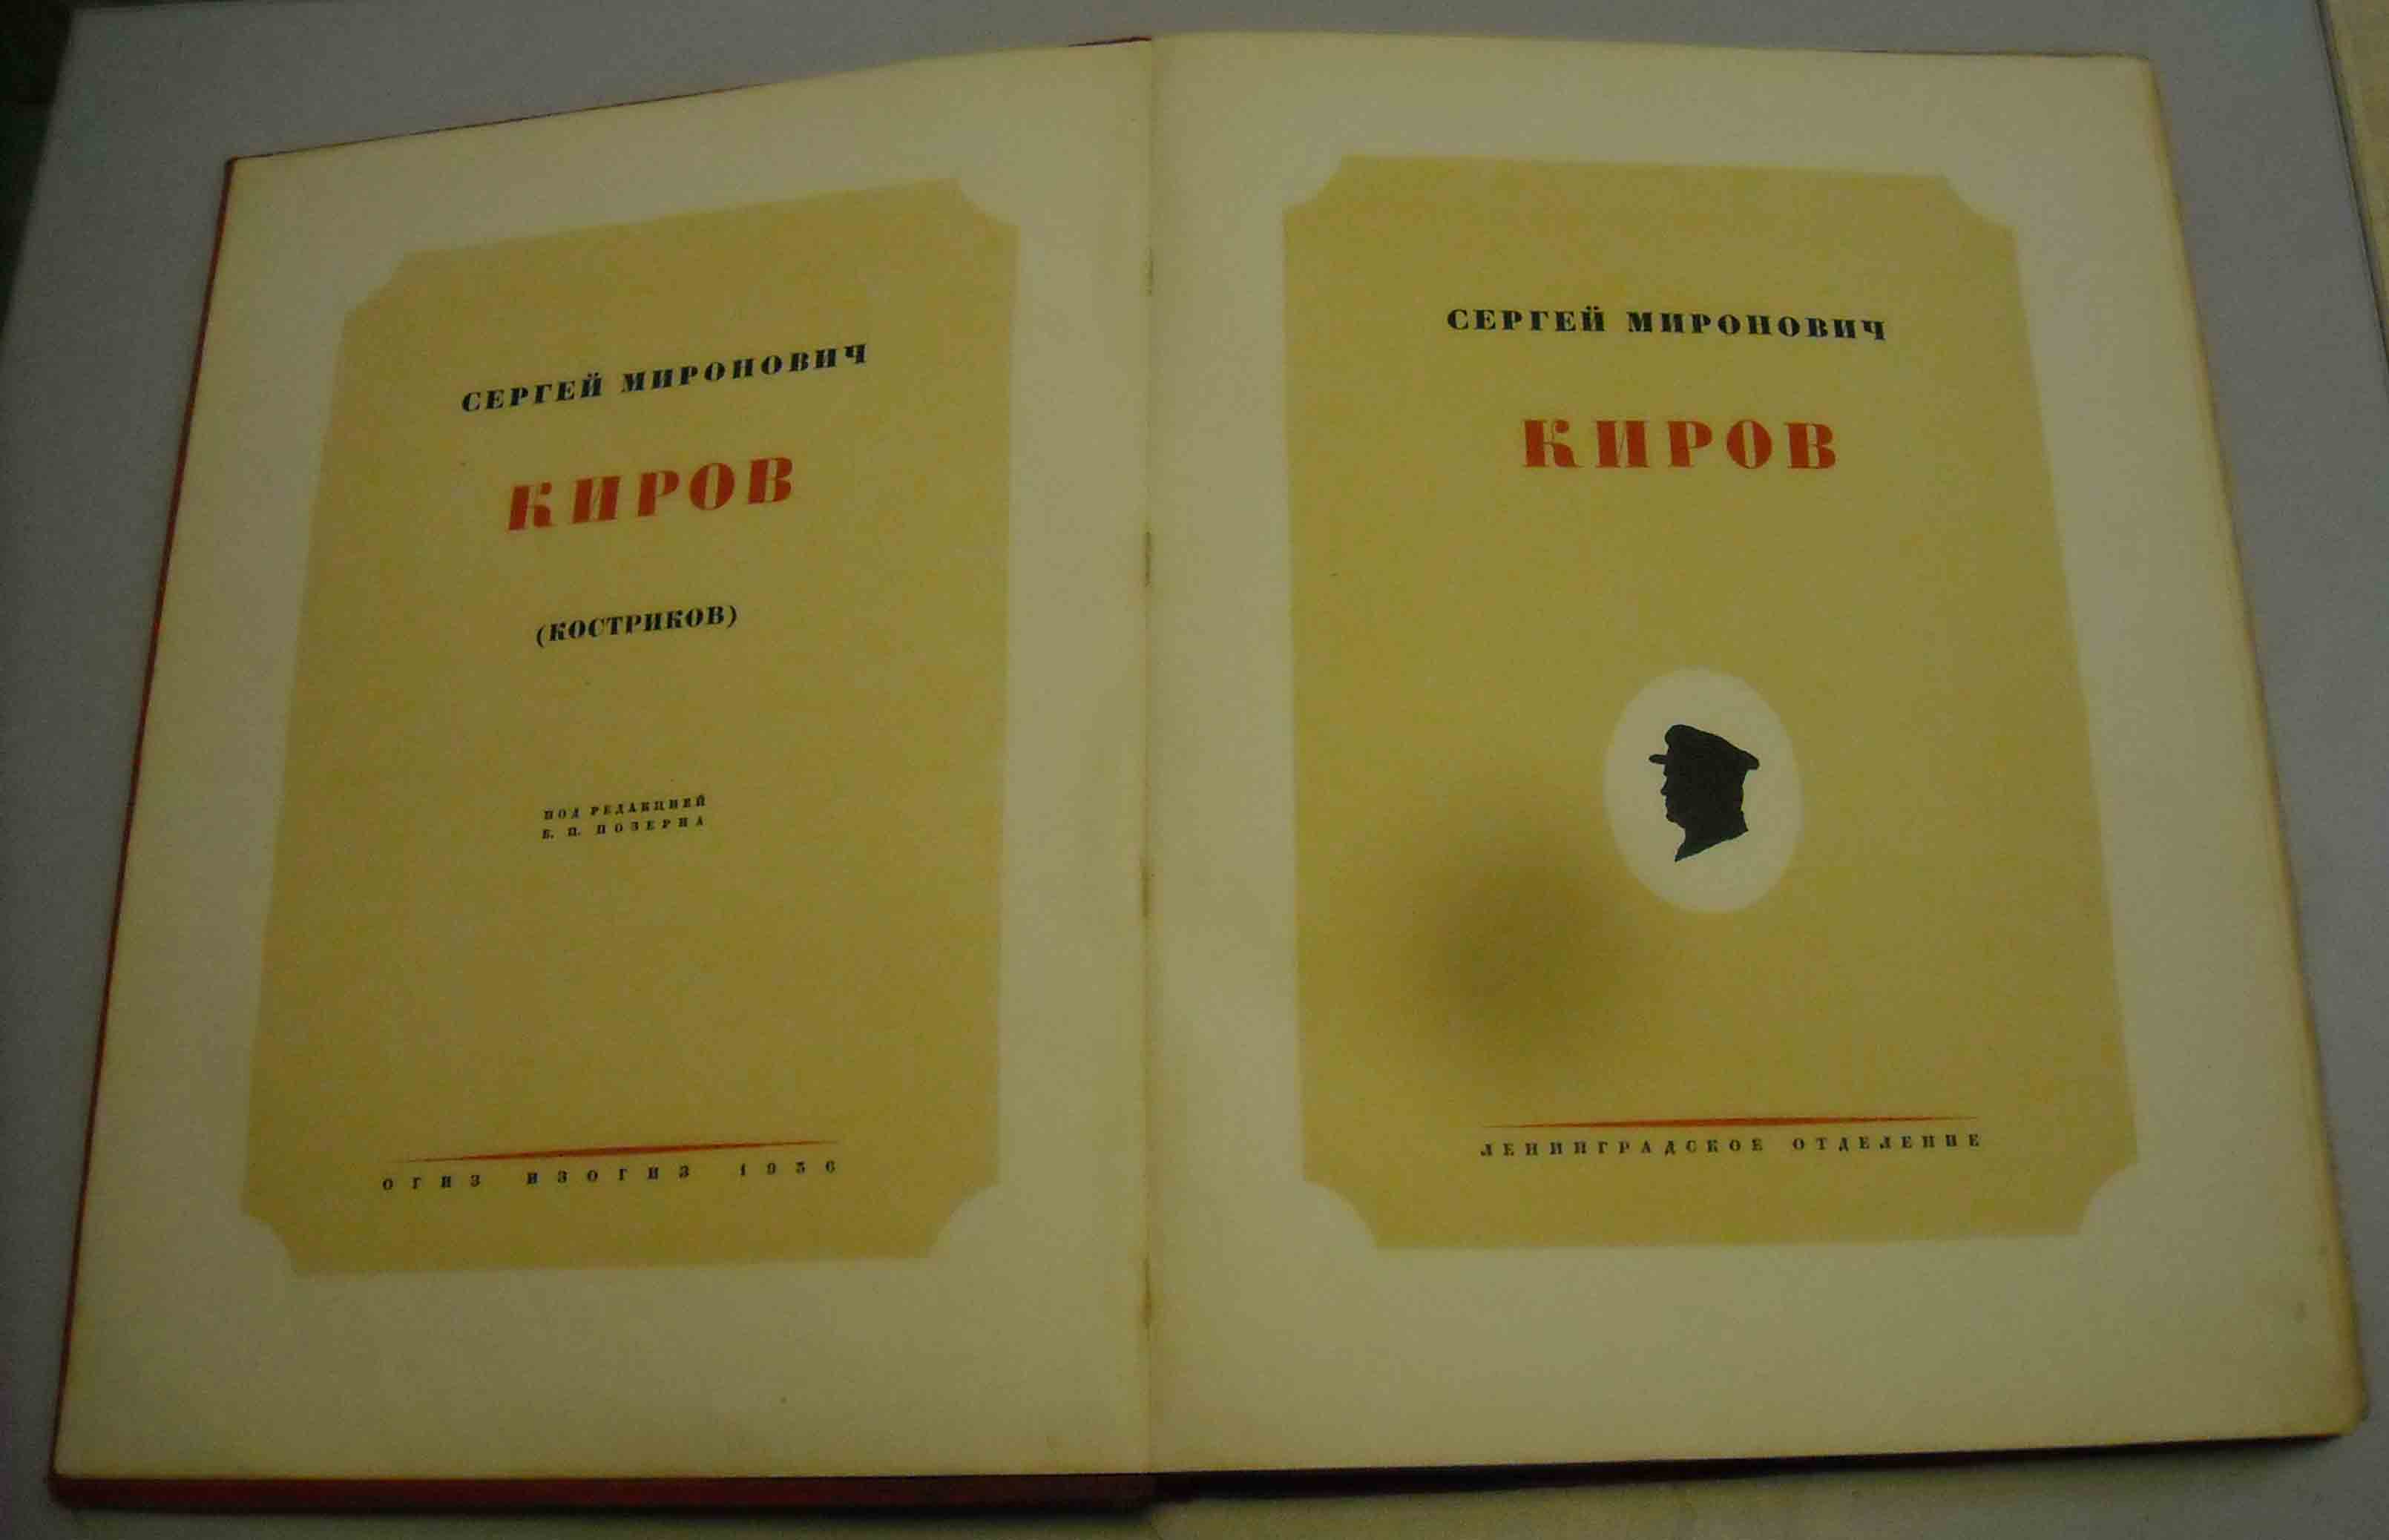 СЕРГЕЙ МИРОНОВИЧ
КИРОВ
(КОСТРИКОВ)
ПОД РЕДАКЦИЕЙ
Б. П. ПОЗЕРНА
ОГИЗ ИЗОГИЗ 1936
СЕРГЕЙ МИРОНОВИЧ
КИРОВ
ЛЕНИНГРАДСКОЕ ОТДЕЛЕНИЕ